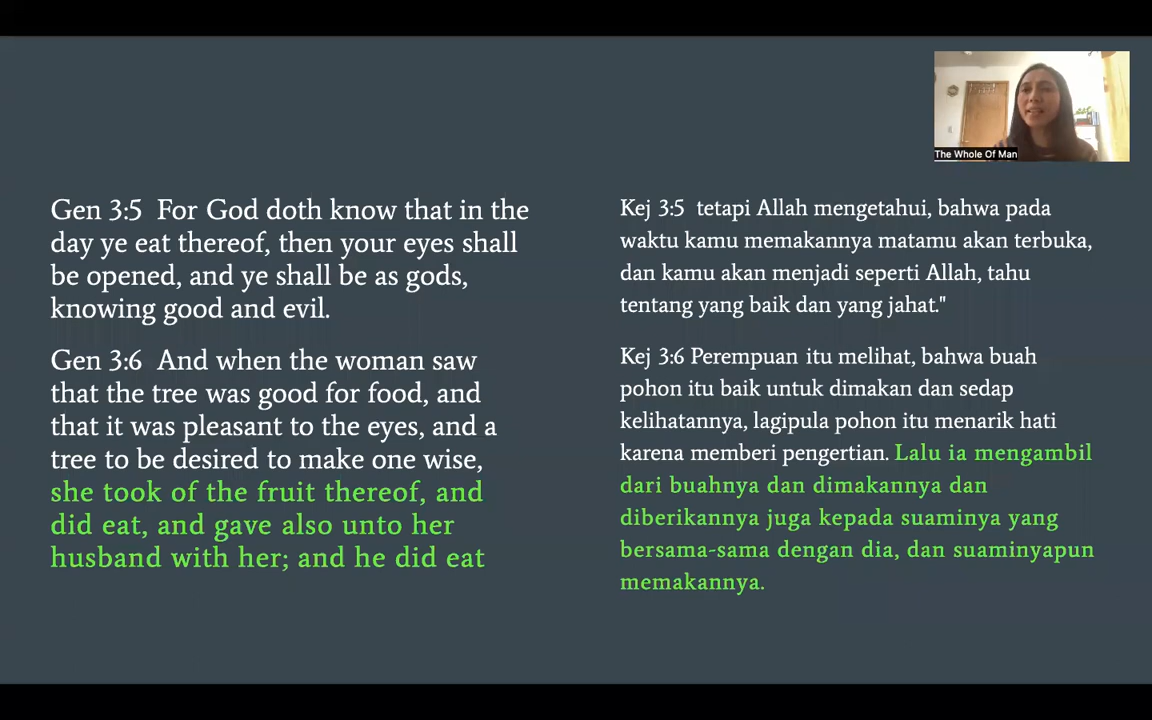 The Whole Of Man
Gen 3:5  For God doth know that in the
day ye eat thereof, then your eyes shall
be opened, and ye shall be as gods,
knowing good and evil.
Gen 3:6  And when the woman saw
that the tree was good for food, and
that it was pleasant to the eyes, and a
tree to be desired to make one wise,
she took of the fruit thereof, and
did eat, and gave also unto her
husband with her; and he did eat
Kej 3:5  tetapi Allah mengetahui, bahwa pada
waktu kamu memakannya matamu akan terbuka,
dan kamu akan menjadi seperti Allah, tahu
tentang yang baik dan yang jahat."
Kej 3:6 Perempuan itu melihat, bahwa buah
pohon itu baik untuk dimakan dan sedap
kelihatannya, lagipula pohon itu menarik hati
karena memberi pengertian. Lalu ia mengambil
dari buahnya dan dimakannya dan
diberikannya juga kepada suaminya yang
bersama-sama dengan dia, dan suaminyapun
memakannya.